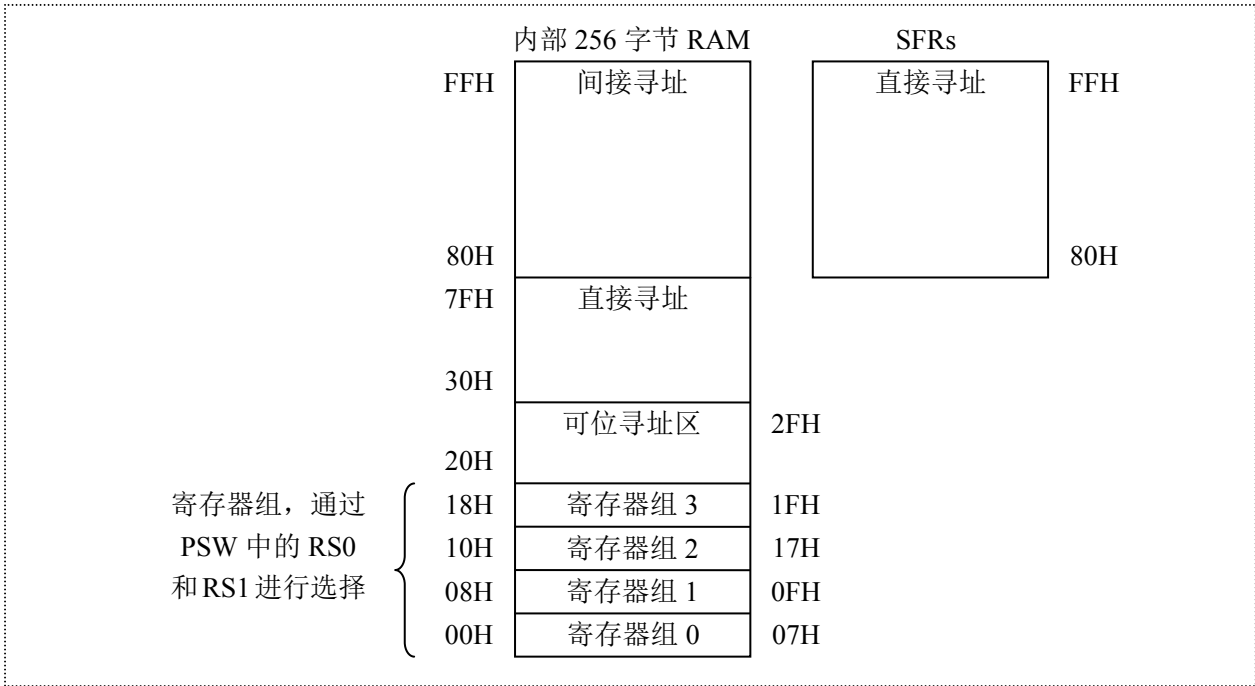 内部 256 字节 RAM SFRs
FFH 间接寻址 直接寻址 FFH
80H 80H
7FH 直接寻址
30H
可位寻址区 2FH
20H
寄存器组，通过
PSW 中的 RS0
和 RS1 进行选择
18H 寄存器组 3 1FH
10H 寄存器组 2 17H
08H 寄存器组 1 0FH
00H 寄存器组 0 07H